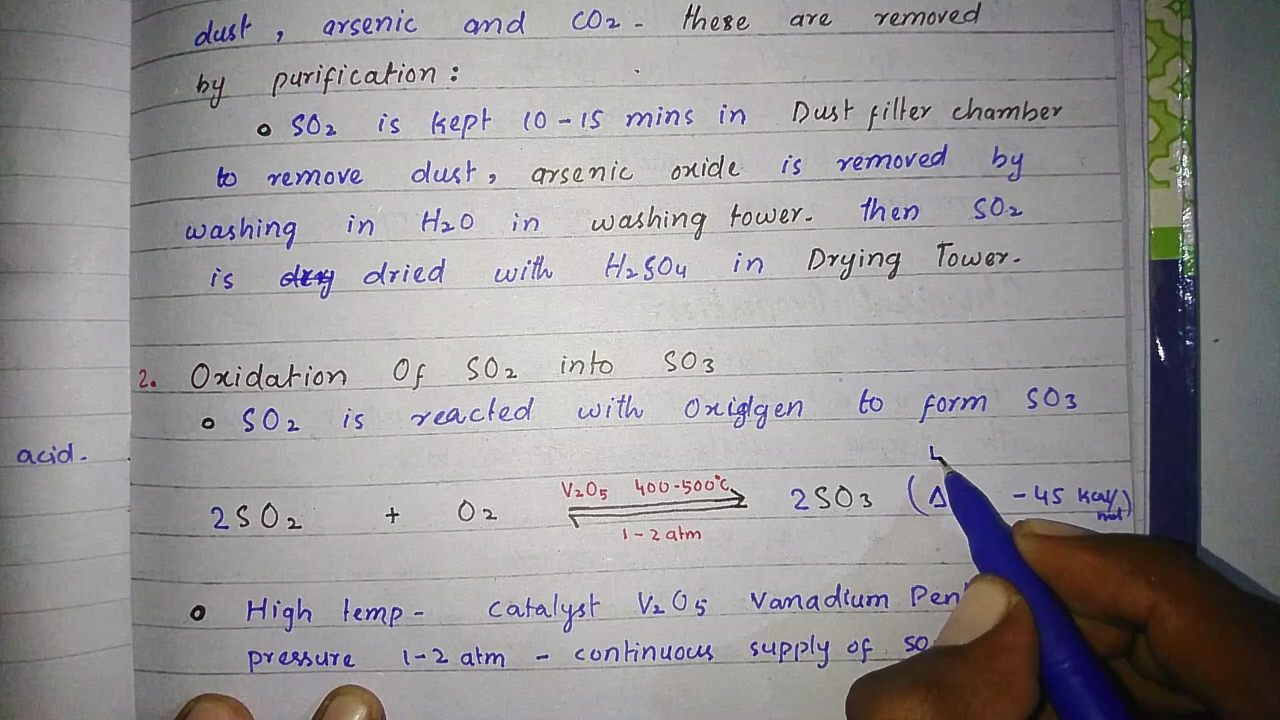 dust, arsenic and CO2 - these are removed
by purification:
SO2 is kept 10-15 mins in Dust filter chamber
to remove dust, arsenic oxide is removed by
washing in H2O in washing tower. then SO2
is dried with H2SO4 in Drying Tower.
2. Oxidation Of SO2 into SO3
SO2 is reacted with Oxigen to form SO3
acid.
V2O5 400-500°C
2SO2 + O2 ⇌ 2SO3 (Δ -45 Kcal/mol)
1-2 atm
High temp - catalyst V2O5 Vanadium Pen
pressure 1-2 atm - continuous supply of SO